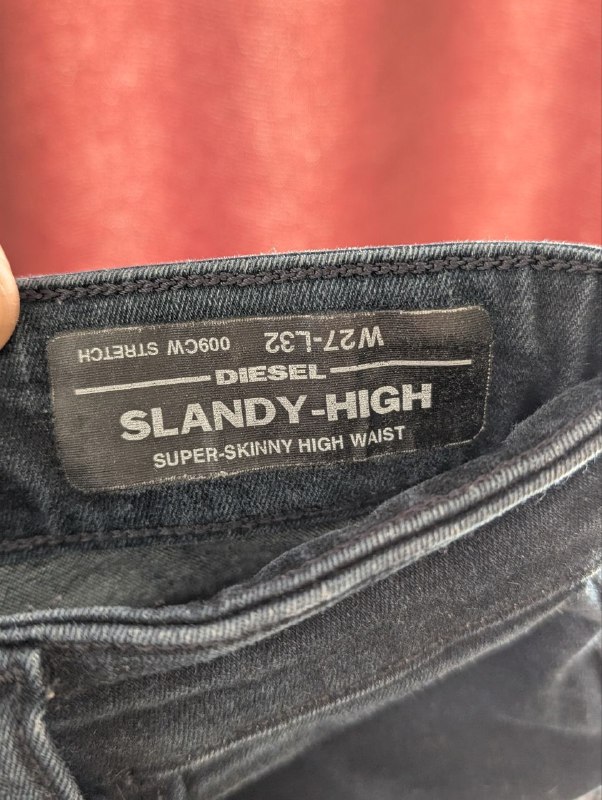 W27-L32 009CW STRETCH
DIESEL
SLANDY-HIGH
SUPER-SKINNY HIGH WAIST